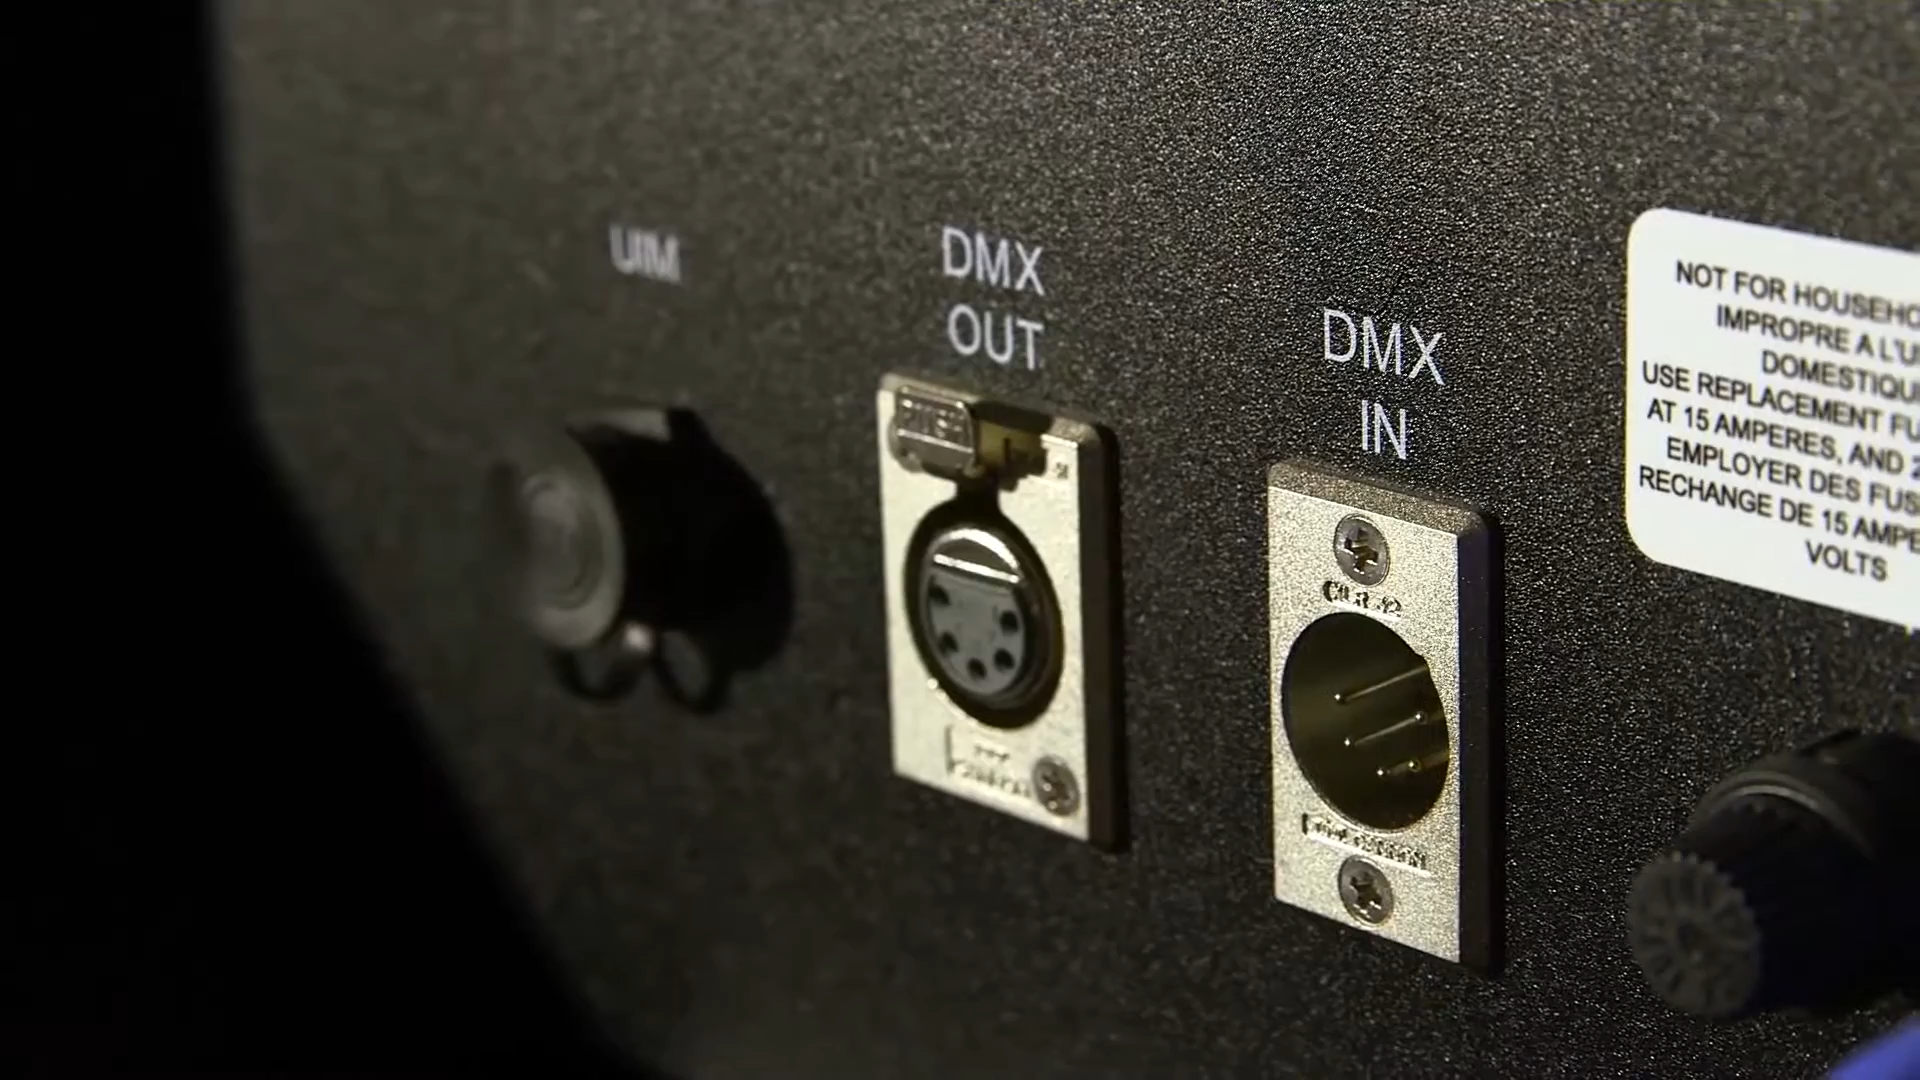 UIM
DMX
OUT
DMX
IN
PUSH
NOT FOR HOUSEHO
IMPROPRE A L'U
DOMESTIQU
USE REPLACEMENT FU
AT 15 AMPERES, AND 2
EMPLOYER DES FUS
RECHANGE DE 15 AMPE
VOLTS